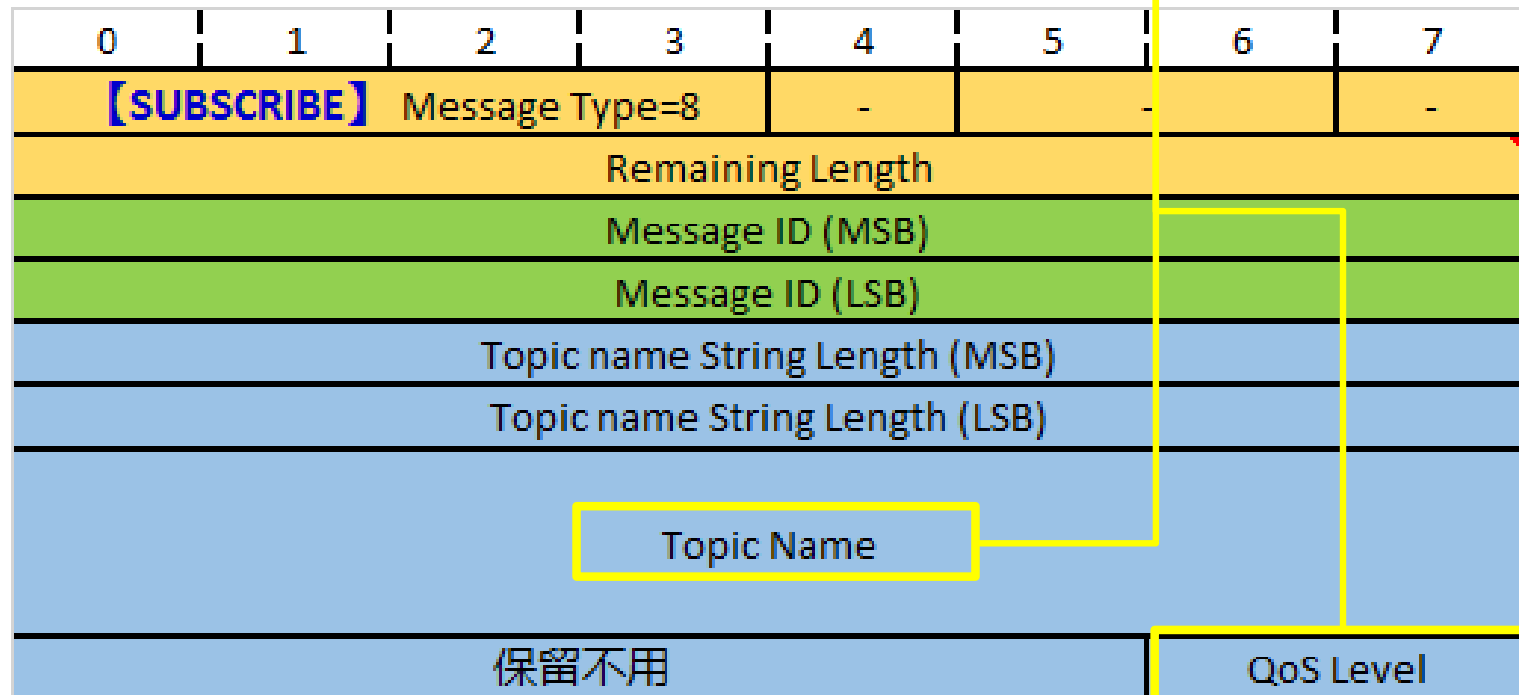 0 1 2 3 4 5 6 7
【SUBSCRIBE】 Message Type=8 - - -
Remaining Length
Message ID (MSB)
Message ID (LSB)
Topic name String Length (MSB)
Topic name String Length (LSB)
Topic Name
保留不用 QoS Level